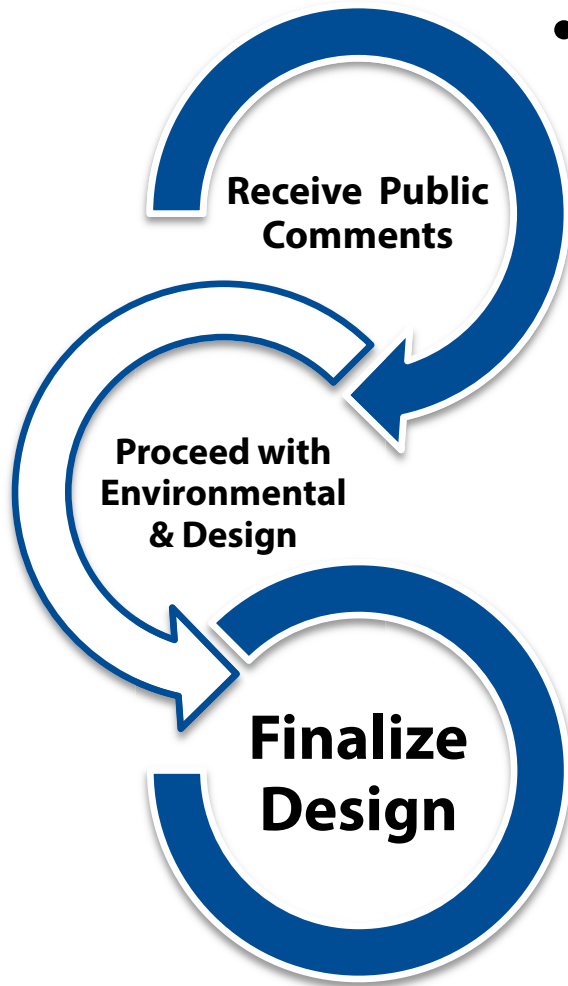 Receive Public
Comments
Proceed with
Environmental
& Design
Finalize
Design